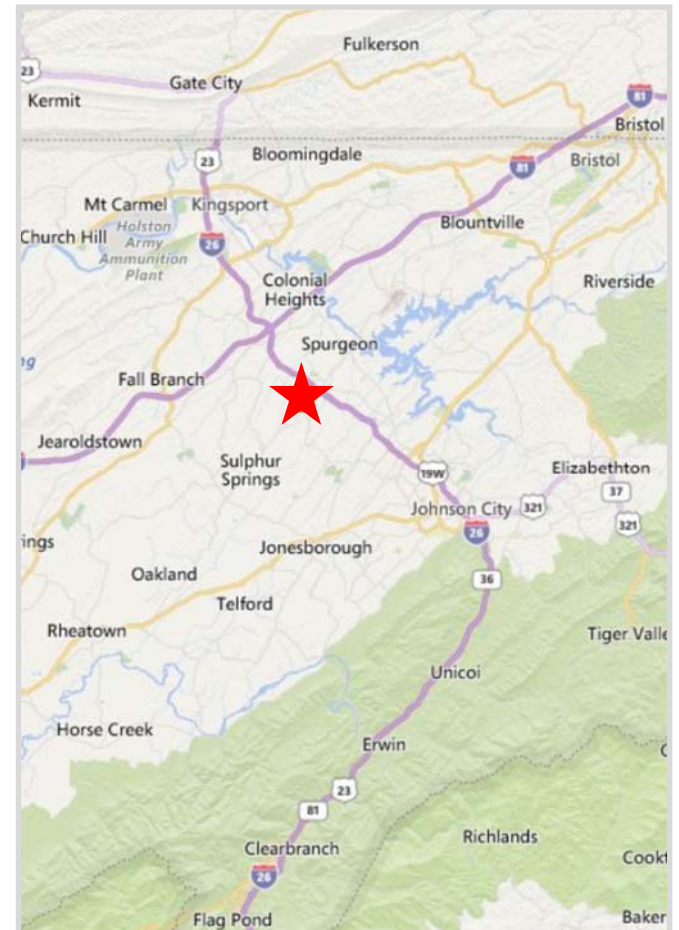 Fulkerson
23
Gate City
Kermit
81
Bristol
23
Bloomingdale
81
Bristol
Mt Carmel
Kingsport
Holston
Army
Ammunition
Plant
Church Hill
26
Blountville
Colonial
Heights
Riverside
Spurgeon
Fall Branch
Jearoldstown
Sulphur
Springs
19W
Elizabethton
37
Johnson City
321
321
26
ings
Jonesborough
Oakland
36
Telford
Rheatown
Tiger Valle
Unicoi
Horse Creek
Erwin
23
81
Richlands
Clearbranch
Cookt
26
Flag Pond
Baker